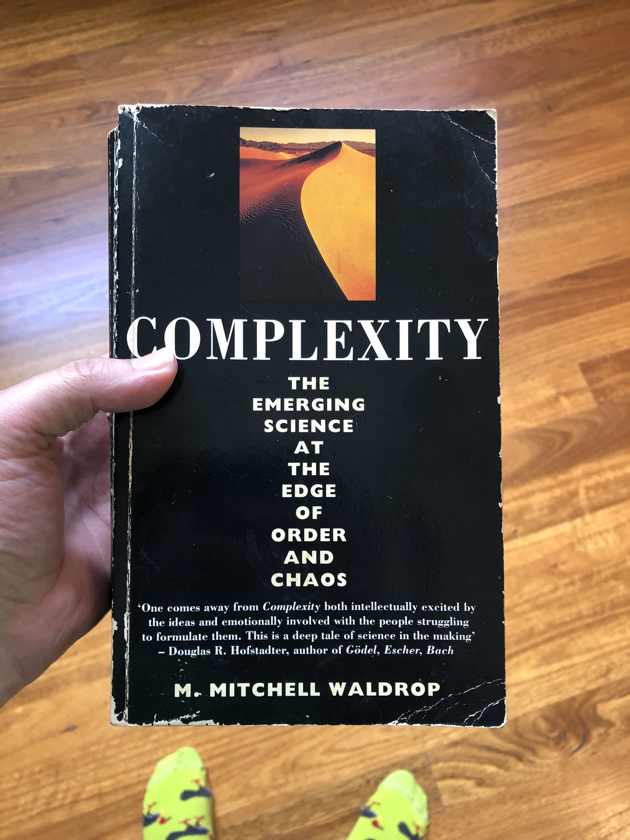 COMPLEXITY
THE
EMERGING
SCIENCE
AT
THE
EDGE
OF
ORDER
AND
CHAOS
‘One comes away from Complexity both intellectually excited by
the ideas and emotionally involved with the people struggling
to formulate them. This is a deep tale of science in the making’
– Douglas R. Hofstadter, author of Gödel, Escher, Bach
M. MITCHELL WALDROP